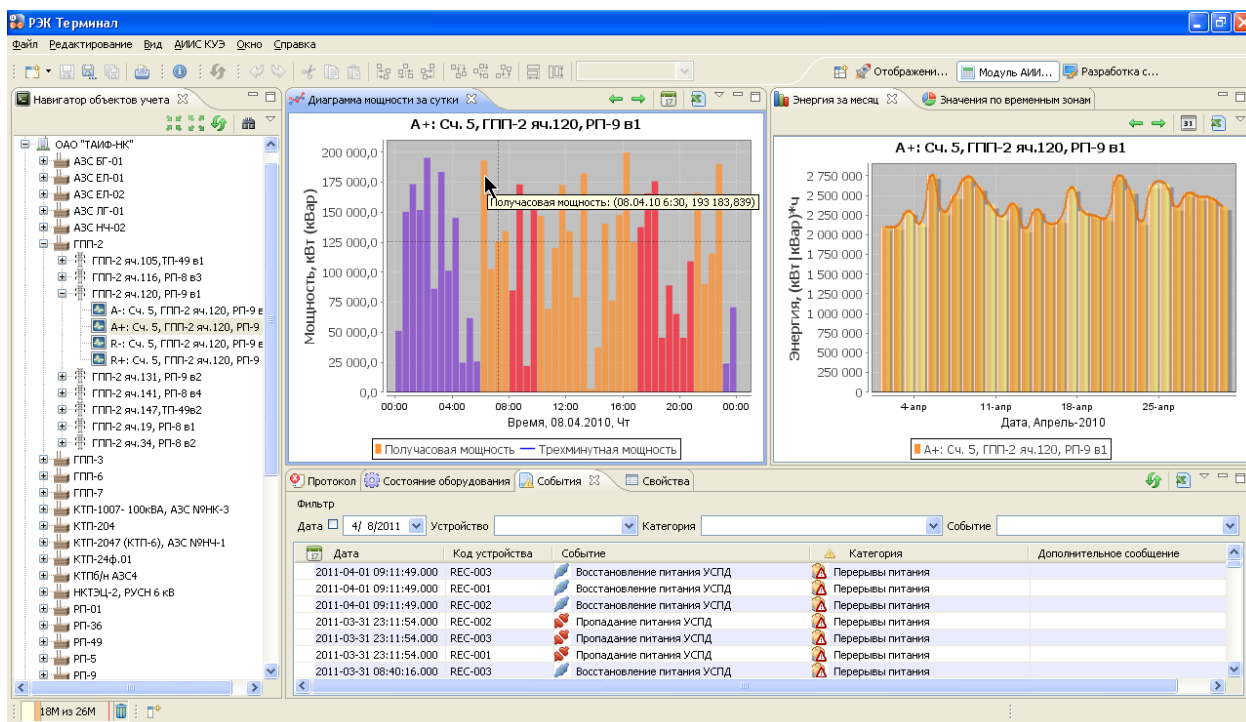 РЭК Терминал
Файл Редактирование Вид АИИС КУЭ Окно Справка
Отображени... Модуль АИИ... Разработка с...
Навигатор объектов учета
ОАО "ТАИФ-НК"
АЗС БГ-01
АЗС ЕЛ-01
АЗС ЕЛ-02
АЗС ЛГ-01
АЗС НЧ-02
ГПП-2
ГПП-2 яч.105,ТП-49 в1
ГПП-2 яч.116, РП-8 в3
ГПП-2 яч.120, РП-9 в1
А-: Сч. 5, ГПП-2 яч.120, РП-9 в
А+: Сч. 5, ГПП-2 яч.120, РП-9
R-: Сч. 5, ГПП-2 яч.120, РП-9 в
R+: Сч. 5, ГПП-2 яч.120, РП-9
ГПП-2 яч.131, РП-9 в2
ГПП-2 яч.141, РП-8 в4
ГПП-2 яч.147,ТП-49в2
ГПП-2 яч.19, РП-8 в1
ГПП-2 яч.34, РП-8 в2
ГПП-3
ГПП-6
ГПП-7
КТП-1007- 100кВА, АЗС №НК-3
КТП-204
КТП-2047 (КТП-6), АЗС №НЧ-1
КТП-24ф.01
КТПб/н АЗС4
НКТЭЦ-2, РУСН 6 кВ
РП-01
РП-36
РП-49
РП-5
РП-9
Диаграмма мощности за сутки
17
А+: Сч. 5, ГПП-2 яч.120, РП-9 в1
Мощность, кВт (кВар)
200 000,0
175 000,0
150 000,0
125 000,0
100 000,0
75 000,0
50 000,0
25 000,0
0,0
Получасовая мощность: (08.04.10 6:30, 193 183,839)
00:00 04:00 08:00 12:00 16:00 20:00 00:00
Время, 08.04.2010, Чт
Получасовая мощность Трехминутная мощность
Энергия за месяц Значения по временным зонам
31
А+: Сч. 5, ГПП-2 яч.120, РП-9 в1
Энергия, (кВт|кВар)*ч
2 750 000
2 500 000
2 250 000
2 000 000
1 750 000
1 500 000
1 250 000
1 000 000
750 000
500 000
250 000
0
4-апр 11-апр 18-апр 25-апр
Дата, Апрель-2010
А+: Сч. 5, ГПП-2 яч.120, РП-9 в1
Протокол Состояние оборудования События Свойства
Фильтр
Дата 4/ 8/2011 Устройство Категория Событие
17 Дата Код устройства Событие Категория Дополнительное сообщение
2011-04-01 09:11:49.000 REC-003 Восстановление питания УСПД Перерывы питания
2011-04-01 09:11:49.000 REC-001 Восстановление питания УСПД Перерывы питания
2011-04-01 09:11:49.000 REC-002 Восстановление питания УСПД Перерывы питания
2011-03-31 23:11:54.000 REC-002 Пропадание питания УСПД Перерывы питания
2011-03-31 23:11:54.000 REC-003 Пропадание питания УСПД Перерывы питания
2011-03-31 23:11:54.000 REC-001 Пропадание питания УСПД Перерывы питания
2011-03-31 08:40:16.000 REC-003 Восстановление питания УСПД Перерывы питания
18M из 26M